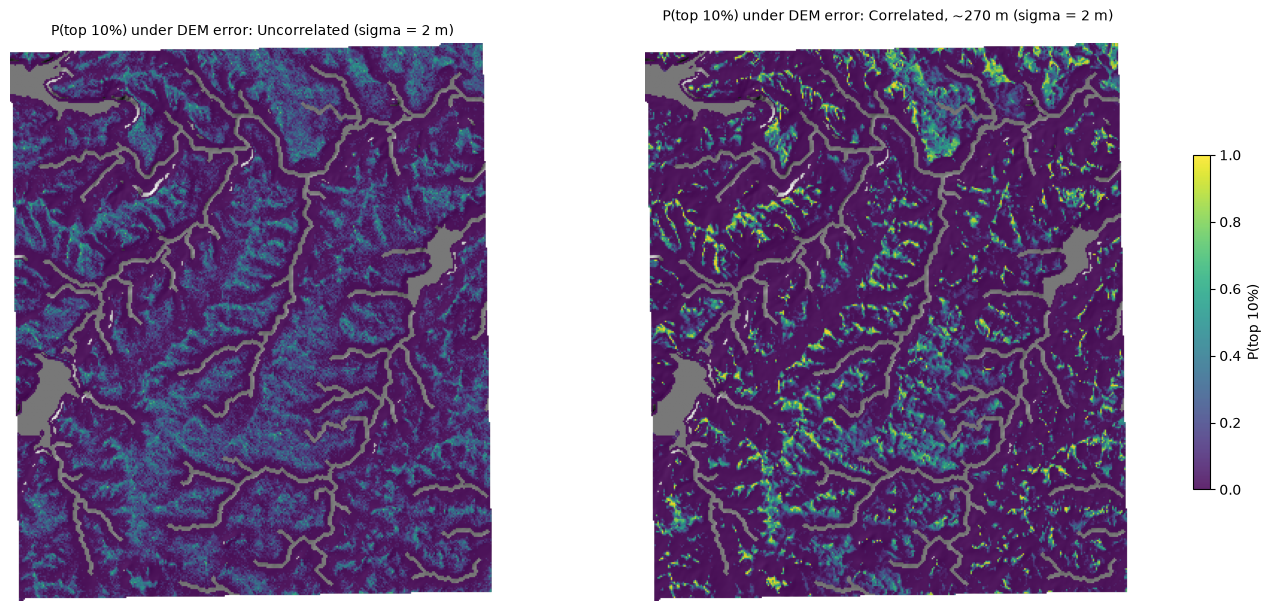 P(top 10%) under DEM error: Uncorrelated (sigma = 2 m)
P(top 10%) under DEM error: Correlated, ~270 m (sigma = 2 m)
1.0
0.8
0.6
0.4
0.2
0.0
P(top 10%)